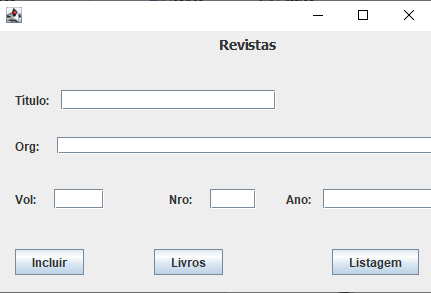 Revistas
Título:
Org:
Vol: Nro: Ano:
Incluir Livros Listagem